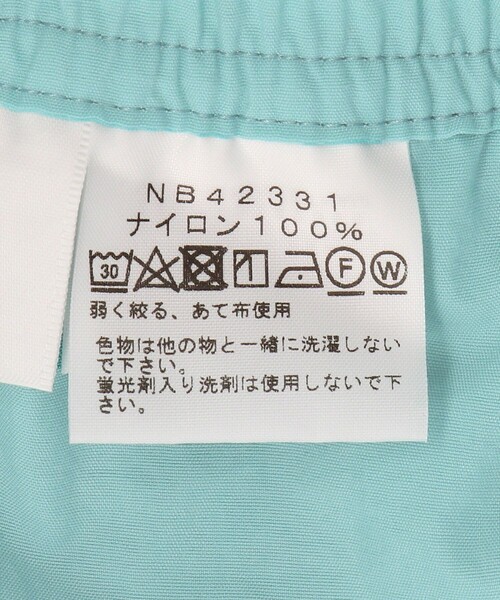 NB42331
ナイロン100%
30 F W
弱く絞る、あて布使用
色物は他の物と一緒に洗濯しない
で下さい。
蛍光剤入り洗剤は使用しないで下
さい。